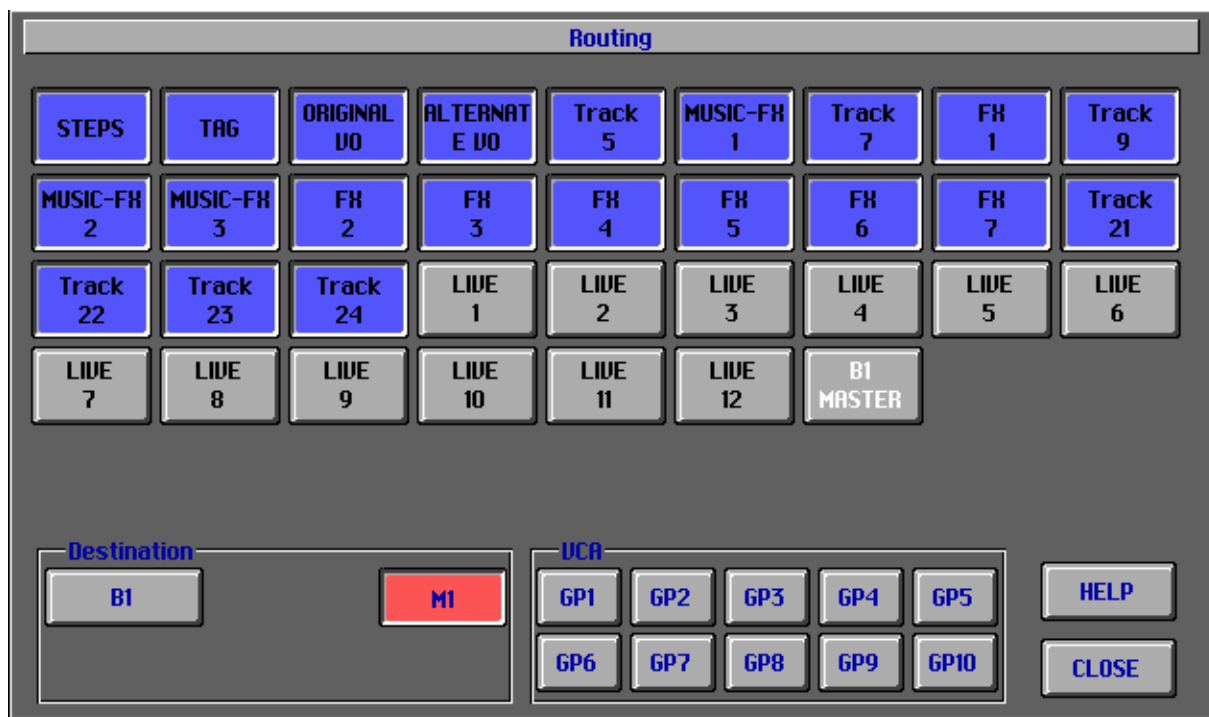 Routing
STEPS
TAG
ORIGINAL
VO
ALTERNAT
E VO
Track
5
MUSIC-FX
1
Track
7
FX
1
Track
9
MUSIC-FX
2
MUSIC-FX
3
FX
2
FX
3
FX
4
FX
5
FX
6
FX
7
Track
21
Track
22
Track
23
Track
24
LIVE
1
LIVE
2
LIVE
3
LIVE
4
LIVE
5
LIVE
6
LIVE
7
LIVE
8
LIVE
9
LIVE
10
LIVE
11
LIVE
12
B1
MASTER
Destination
B1
M1
VCA
GP1
GP2
GP3
GP4
GP5
GP6
GP7
GP8
GP9
GP10
HELP
CLOSE